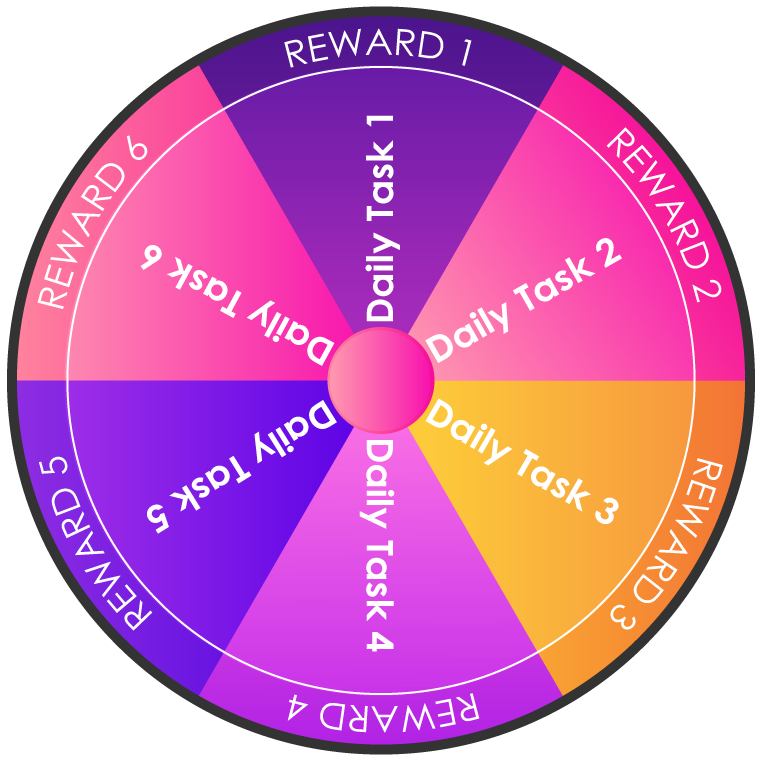 REWARD 1
Daily Task 1
REWARD 2
Daily Task 2
REWARD 3
Daily Task 3
REWARD 4
Daily Task 4
REWARD 5
Daily Task 5
REWARD 6
Daily Task 6